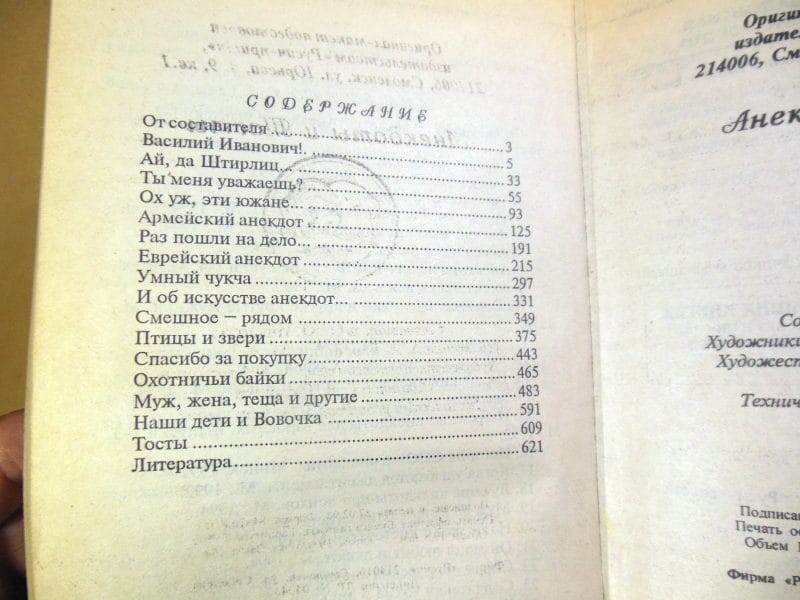 СОДЕРЖАНИЕ
От составителя ... 3
Василий Иванович!. 5
Ай, да Штирлиц... 33
Ты меня уважаешь? 55
Ох уж, эти южане... 93
Армейский анекдот 125
Раз пошли на дело... 191
Еврейский анекдот 215
Умный чукча 297
И об искусстве анекдот... 331
Смешное — рядом 349
Птицы и звери 375
Спасибо за покупку 443
Охотничьи байки 465
Муж, жена, теща и другие 483
Наши дети и Вовочка 591
Тосты 609
Литература 621
Ориги
издател
214006, См
Анек
Со
Художники
Художест
Технич
Подписан
Печать о
Объем
Фирма «Р